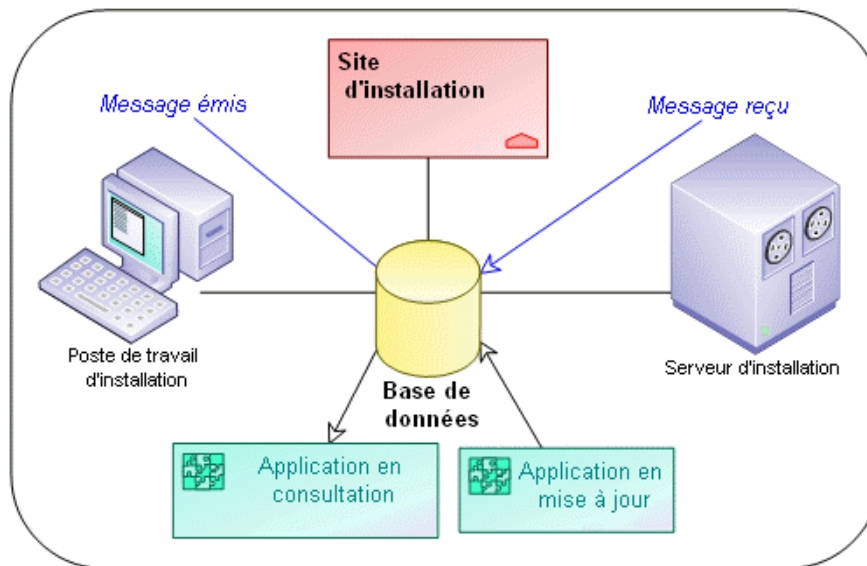 Site
d'installation
Message émis
Message reçu
Poste de travail
d'installation
Serveur d'installation
Base de
données
Application en
consultation
Application en
mise à jour